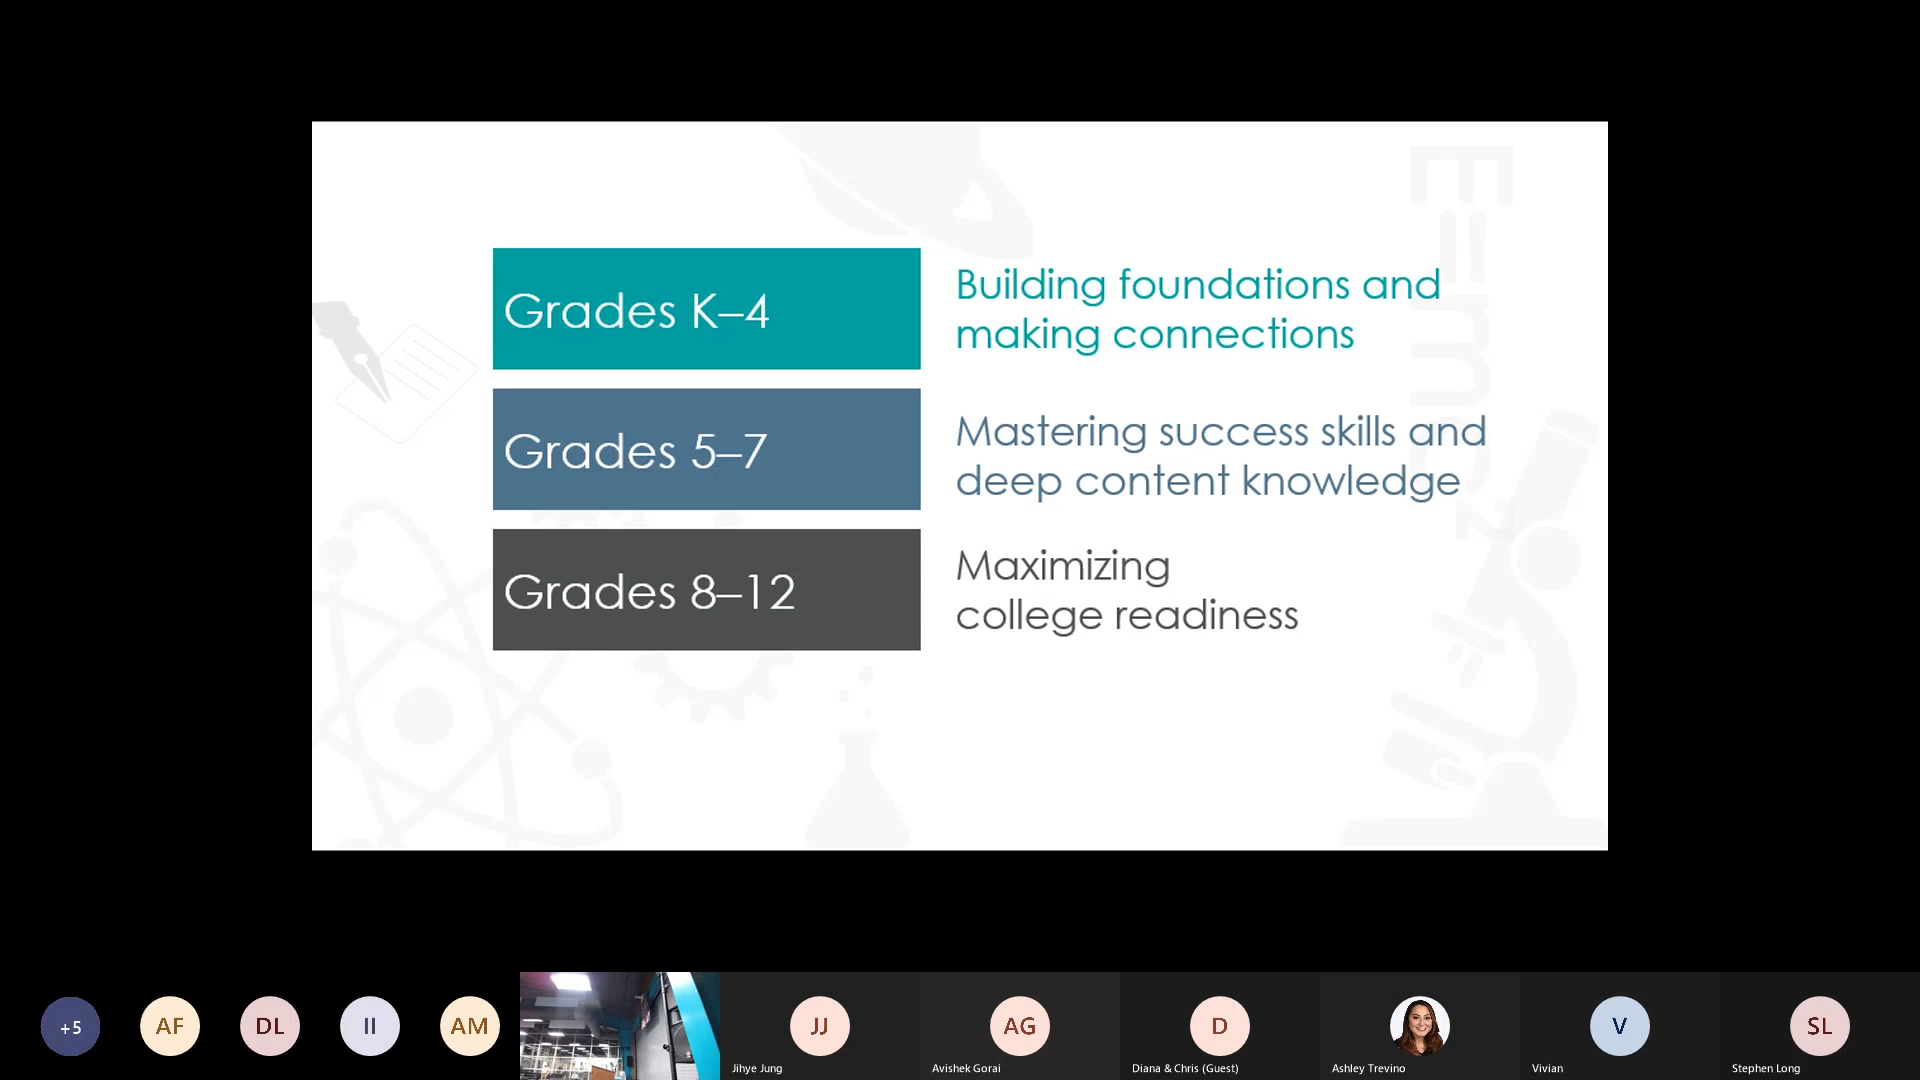 Grades K–4
Building foundations and
making connections
Grades 5–7
Mastering success skills and
deep content knowledge
Grades 8–12
Maximizing
college readiness
E=mc²
+5
AF
DL
II
AM
JJ
Jihye Jung
AG
Avishek Gorai
D
Diana & Chris (Guest)
Ashley Trevino
V
Vivian
SL
Stephen Long